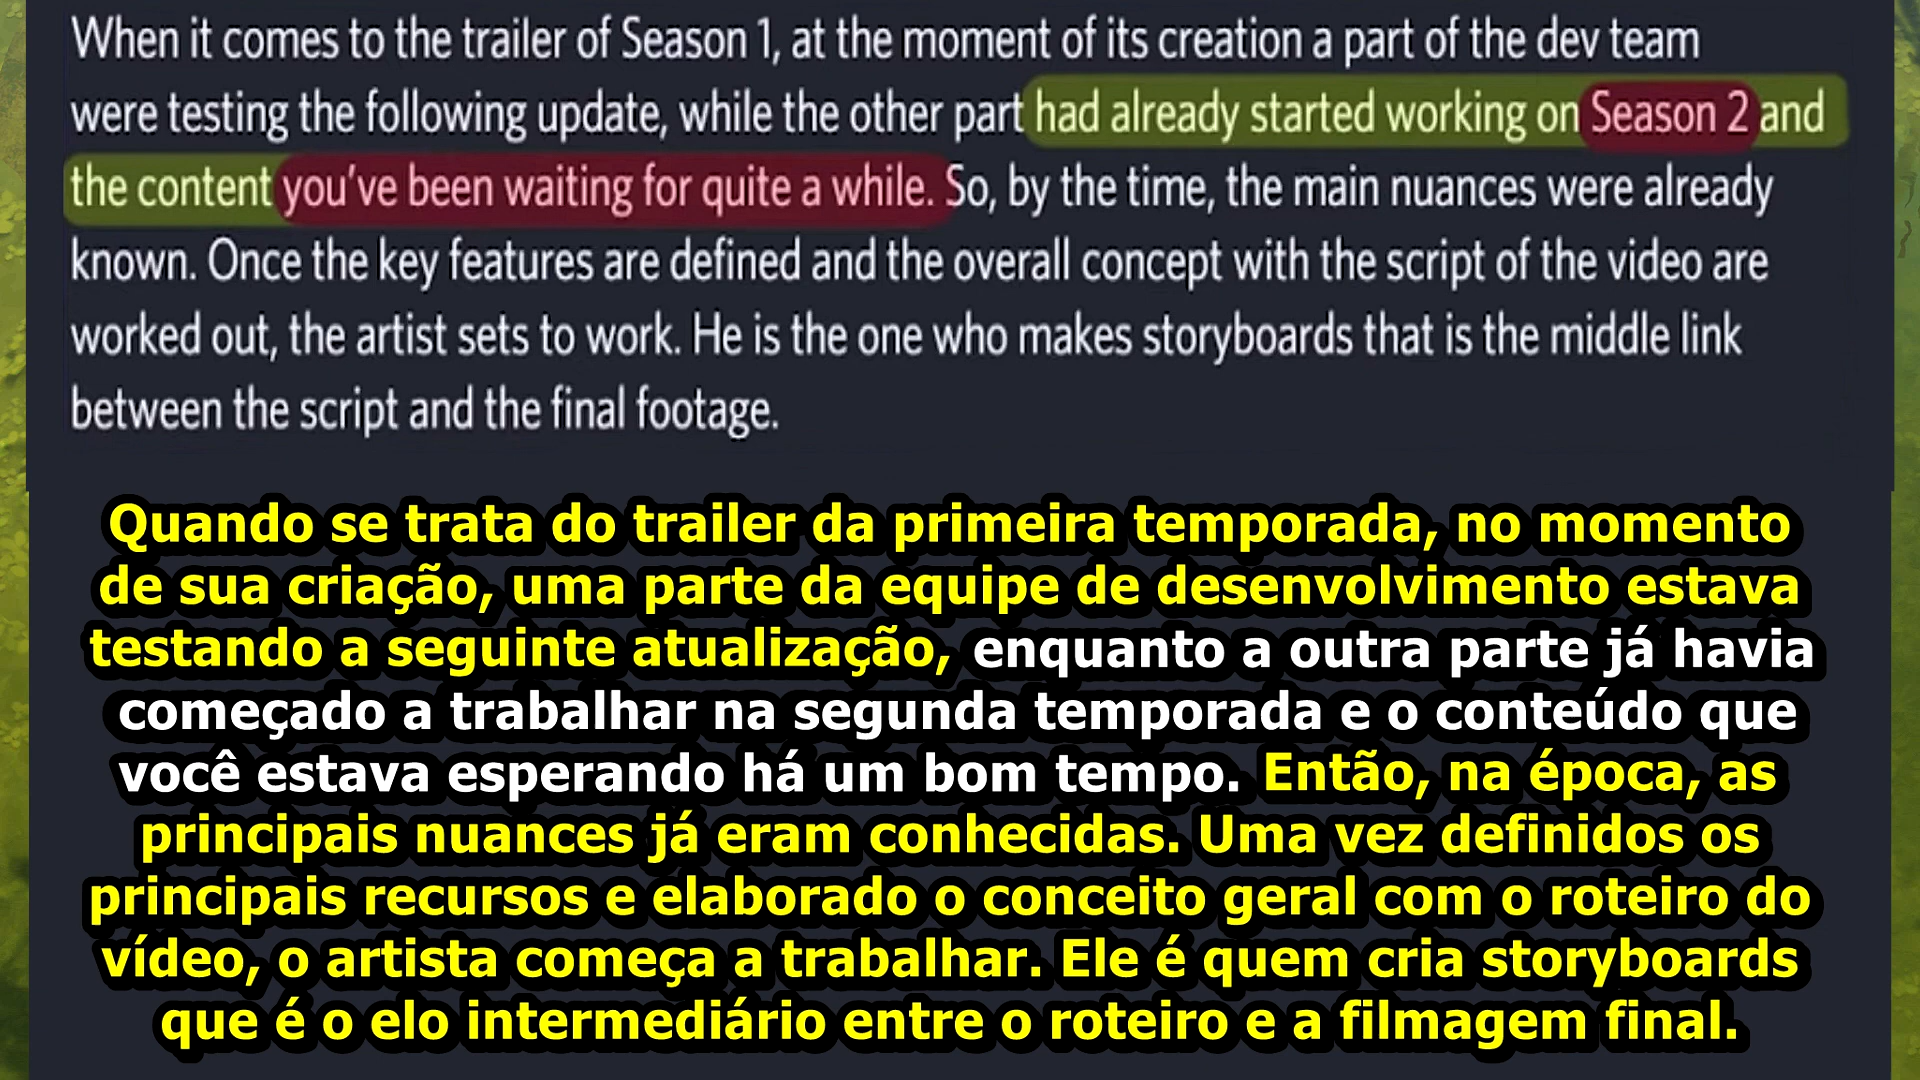 When it comes to the trailer of Season 1, at the moment of its creation a part of the dev team
were testing the following update, while the other part had already started working on Season 2 and
the content you've been waiting for quite a while. So, by the time, the main nuances were already
known. Once the key features are defined and the overall concept with the script of the video are
worked out, the artist sets to work. He is the one who makes storyboards that is the middle link
between the script and the final footage.
Quando se trata do trailer da primeira temporada, no momento
de sua criação, uma parte da equipe de desenvolvimento estava
testando a seguinte atualização, enquanto a outra parte já havia
começado a trabalhar na segunda temporada e o conteúdo que
você estava esperando há um bom tempo. Então, na época, as
principais nuances já eram conhecidas. Uma vez definidos os
principais recursos e elaborado o conceito geral com o roteiro do
vídeo, o artista começa a trabalhar. Ele é quem cria storyboards
que é o elo intermediário entre o roteiro e a filmagem final.